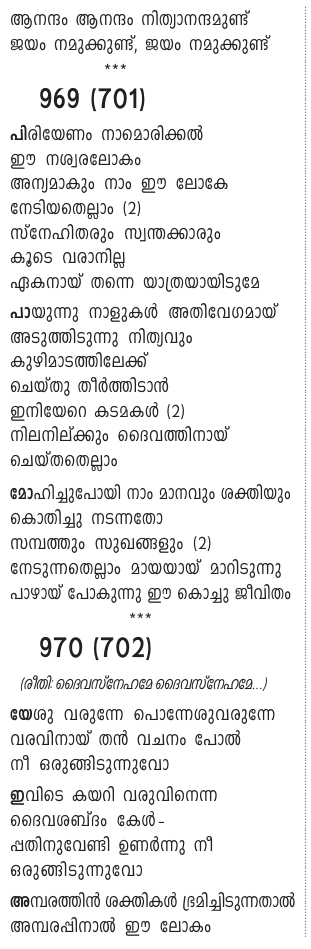 ആനന്ദം ആനന്ദം നിത്യാനന്ദമുണ്ട്
ജയം നമുക്കുണ്ട്, ജയം നമുക്കുണ്ട്
***
969 (701)
പിരിയേണം നാമൊരിക്കൽ
ഈ നശ്വരലോകം
അന്യമാകും നാം ഈ ലോകേ
നേടിയതെല്ലാം (2)
സ്നേഹിതരും സ്വന്തക്കാരും
കൂടെ വരാനില്ല
ഏകനായ് തന്നെ യാത്രയായിടുമേ
പായുന്നു നാളുകൾ അതിവേഗമായ്
അടുത്തിടുന്നു നിത്യവും
കുഴിമാടത്തിലേക്ക്
ചെയ്തു തീർത്തിടാൻ
ഇനിയേറെ കടമകൾ (2)
നിലനില്ക്കും ദൈവത്തിനായ്
ചെയ്തതെല്ലാം
മോഹിച്ചുപോയി നാം മാനവും ശക്തിയും
കൊതിച്ചു നടന്നതോ
സമ്പത്തും സുഖങ്ങളും (2)
നേടുന്നതെല്ലാം മായയായ് മാറിടുന്നു
പാഴായ് പോകുന്നു ഈ കൊച്ചു ജീവിതം
***
970 (702)
(രീതി: ദൈവസ്നേഹമേ ദൈവസ്നേഹമേ...)
യേശു വരുന്നേ പൊന്നേശുവരുന്നേ
വരവിനായ് തൻ വചനം പോൽ
നീ ഒരുങ്ങിടുന്നുവോ
ഇവിടെ കയറി വരുവിനെന്ന
ദൈവശബ്ദം കേൾ-
പ്പതിനുവേണ്ടി ഉണർന്നു നീ
ഒരുങ്ങിടുന്നുവോ
അമ്പരത്തിൻ ശക്തികൾ ഭ്രമിച്ചിടുന്നതാൽ
അമ്പരപ്പിനാൽ ഈ ലോകം